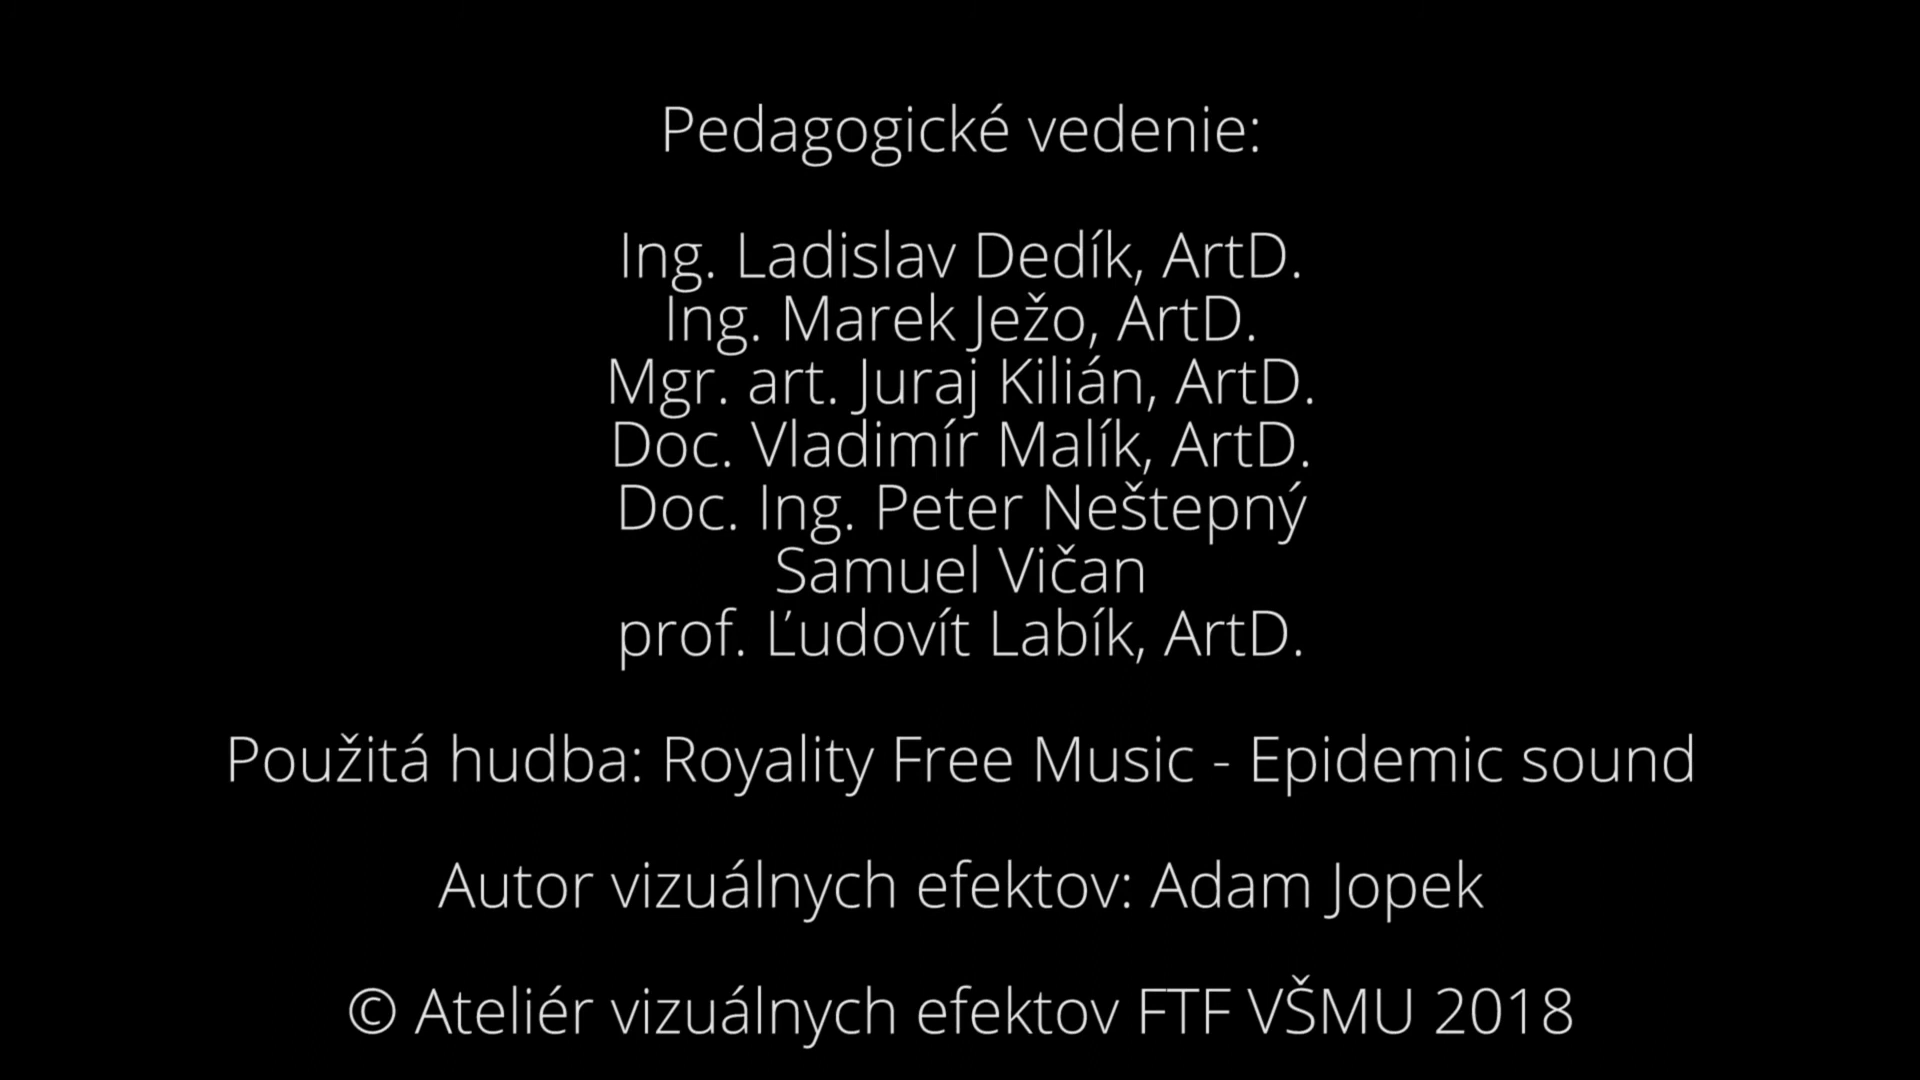 Pedagogické vedenie:
Ing. Ladislav Dedík, ArtD.
Ing. Marek Ježo, ArtD.
Mgr. art. Juraj Kilián, ArtD.
Doc. Vladimír Malík, ArtD.
Doc. Ing. Peter Neštepný
Samuel Vičan
prof. Ľudovít Labík, ArtD.
Použitá hudba: Royality Free Music - Epidemic sound
Autor vizuálnych efektov: Adam Jopek
© Ateliér vizuálnych efektov FTF VŠMU 2018